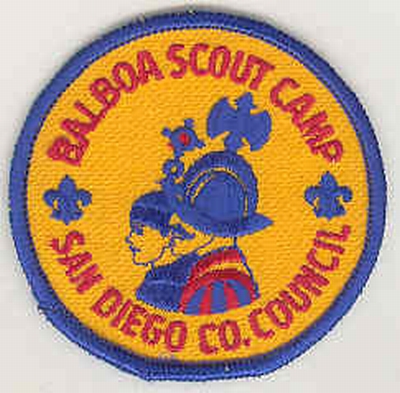 BALBOA SCOUT CAMP
SAN DIEGO CO. COUNCIL